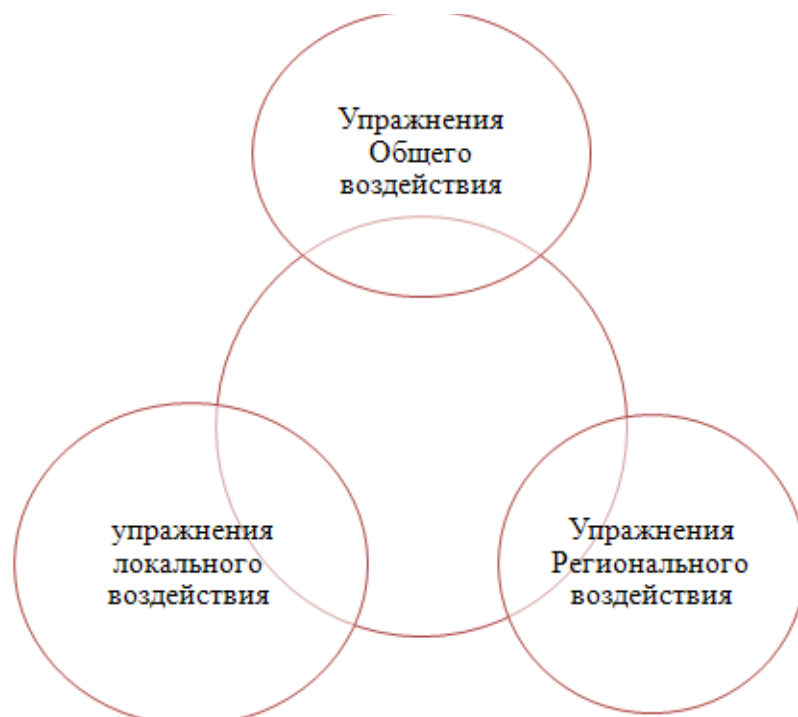 Упражнения
Общего
воздействия
упражнения
локального
воздействия
Упражнения
Регионального
воздействия